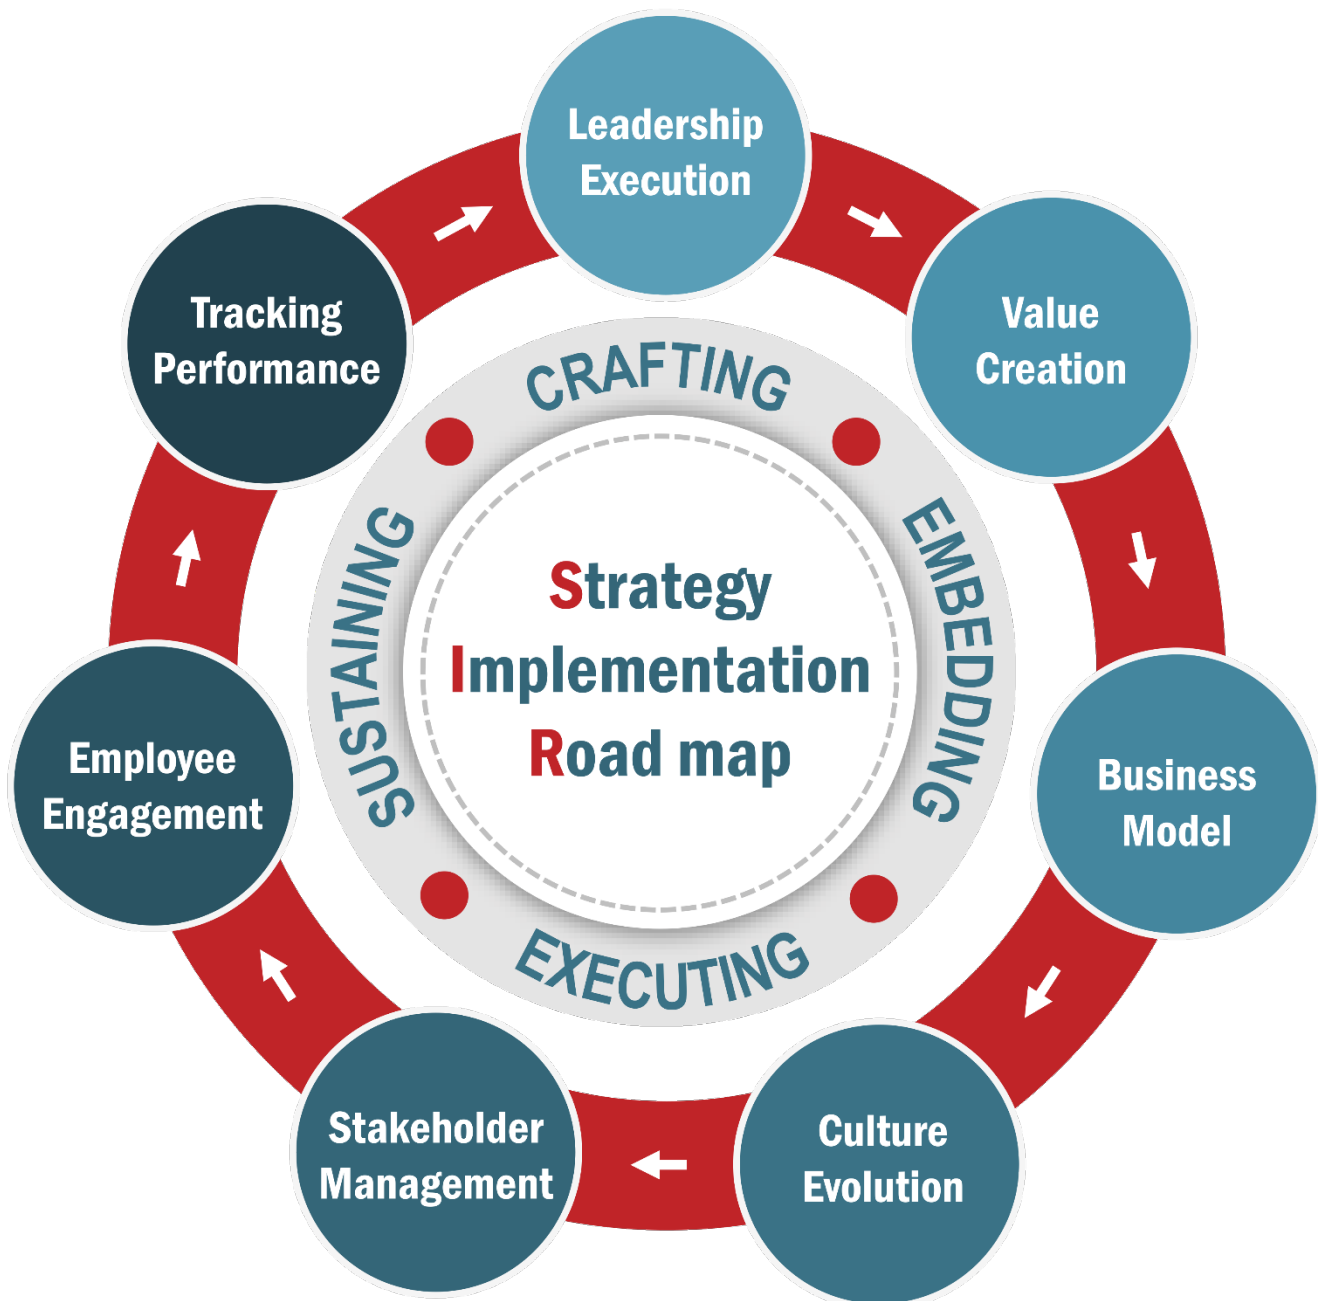 Leadership
Execution
Value
Creation
Business
Model
Culture
Evolution
Stakeholder
Management
Employee
Engagement
Tracking
Performance
CRAFTING
EMBEDDING
EXECUTING
SUSTAINING
Strategy
Implementation
Road map